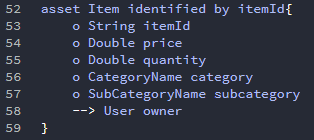 52 asset Item identified by itemId{
53 o String itemId
54 o Double price
55 o Double quantity
56 o CategoryName category
57 o SubCategoryName subcategory
58 --> User owner
59 }